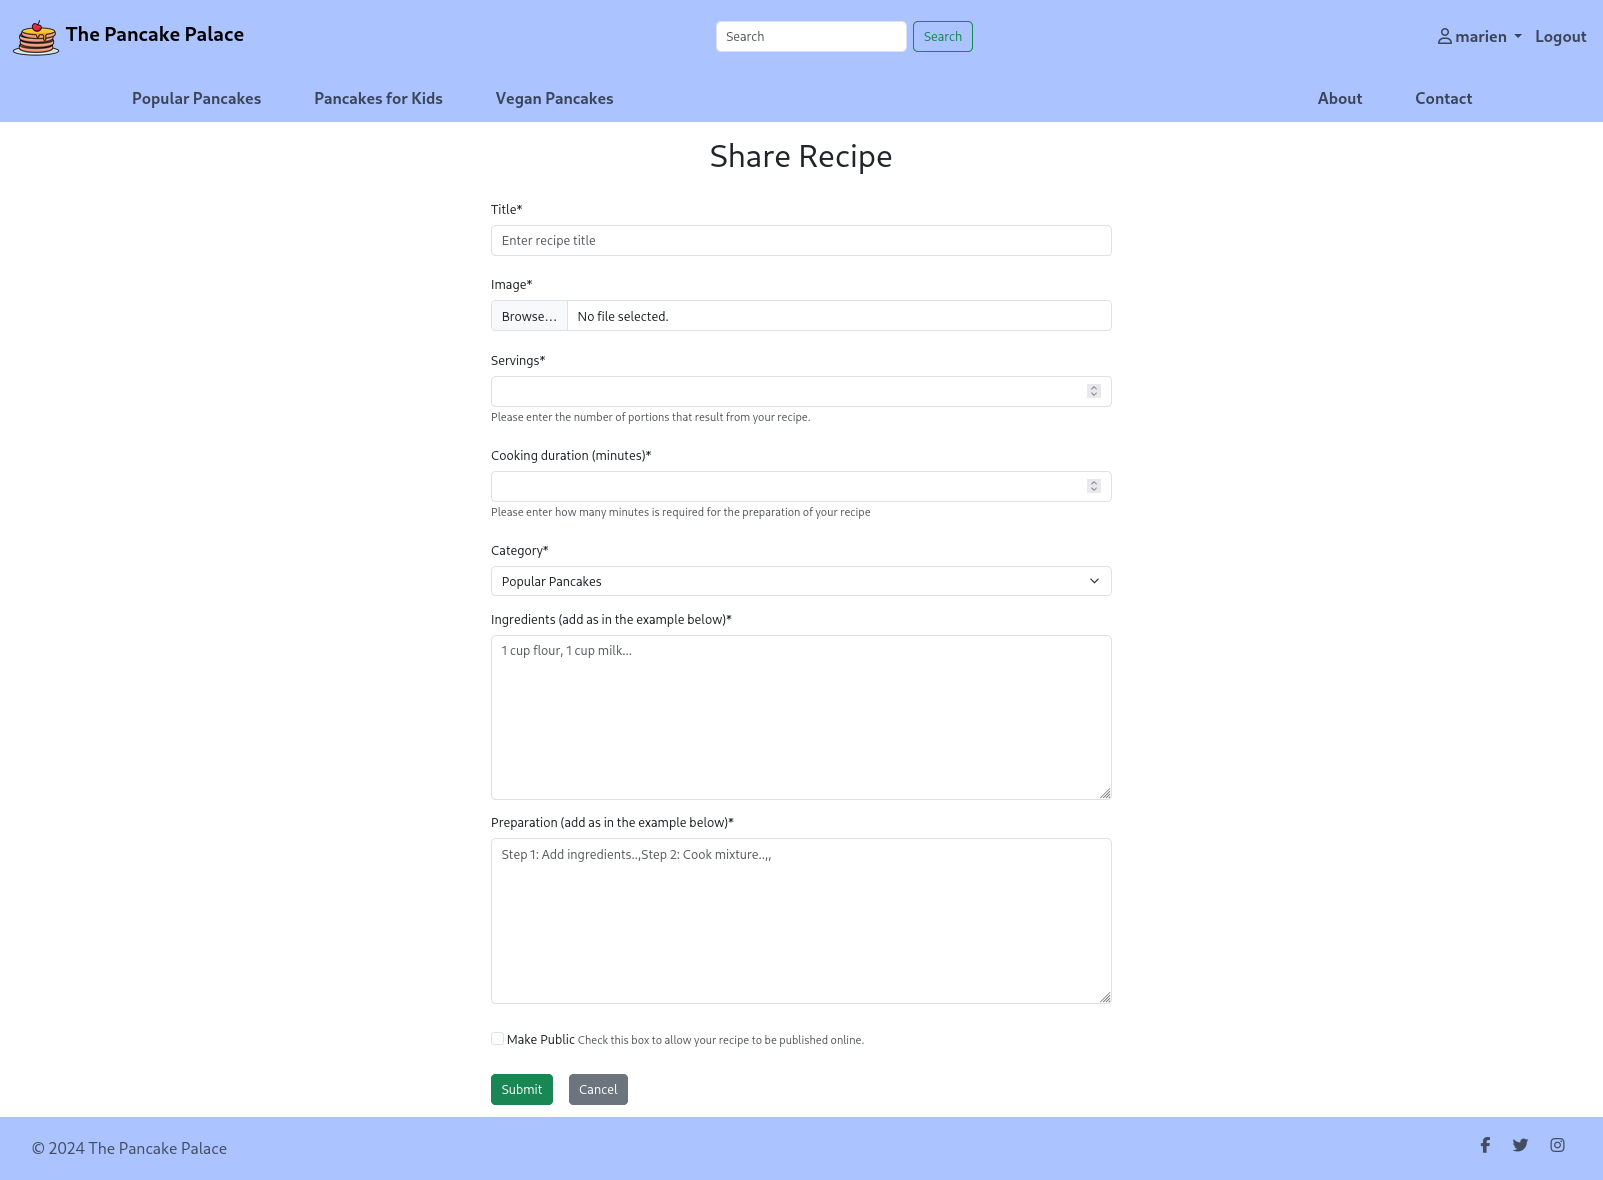 The Pancake Palace
Search
Search
marien
Logout
Popular Pancakes
Pancakes for Kids
Vegan Pancakes
About
Contact
Share Recipe
Title*
Enter recipe title
Image*
Browse...
No file selected.
Servings*
Please enter the number of portions that result from your recipe.
Cooking duration (minutes)*
Please enter how many minutes is required for the preparation of your recipe
Category*
Popular Pancakes
Ingredients (add as in the example below)*
1 cup flour, 1 cup milk...
Preparation (add as in the example below)*
Step 1: Add ingredients..,Step 2: Cook mixture..,,
Make Public Check this box to allow your recipe to be published online.
Submit
Cancel
© 2024 The Pancake Palace